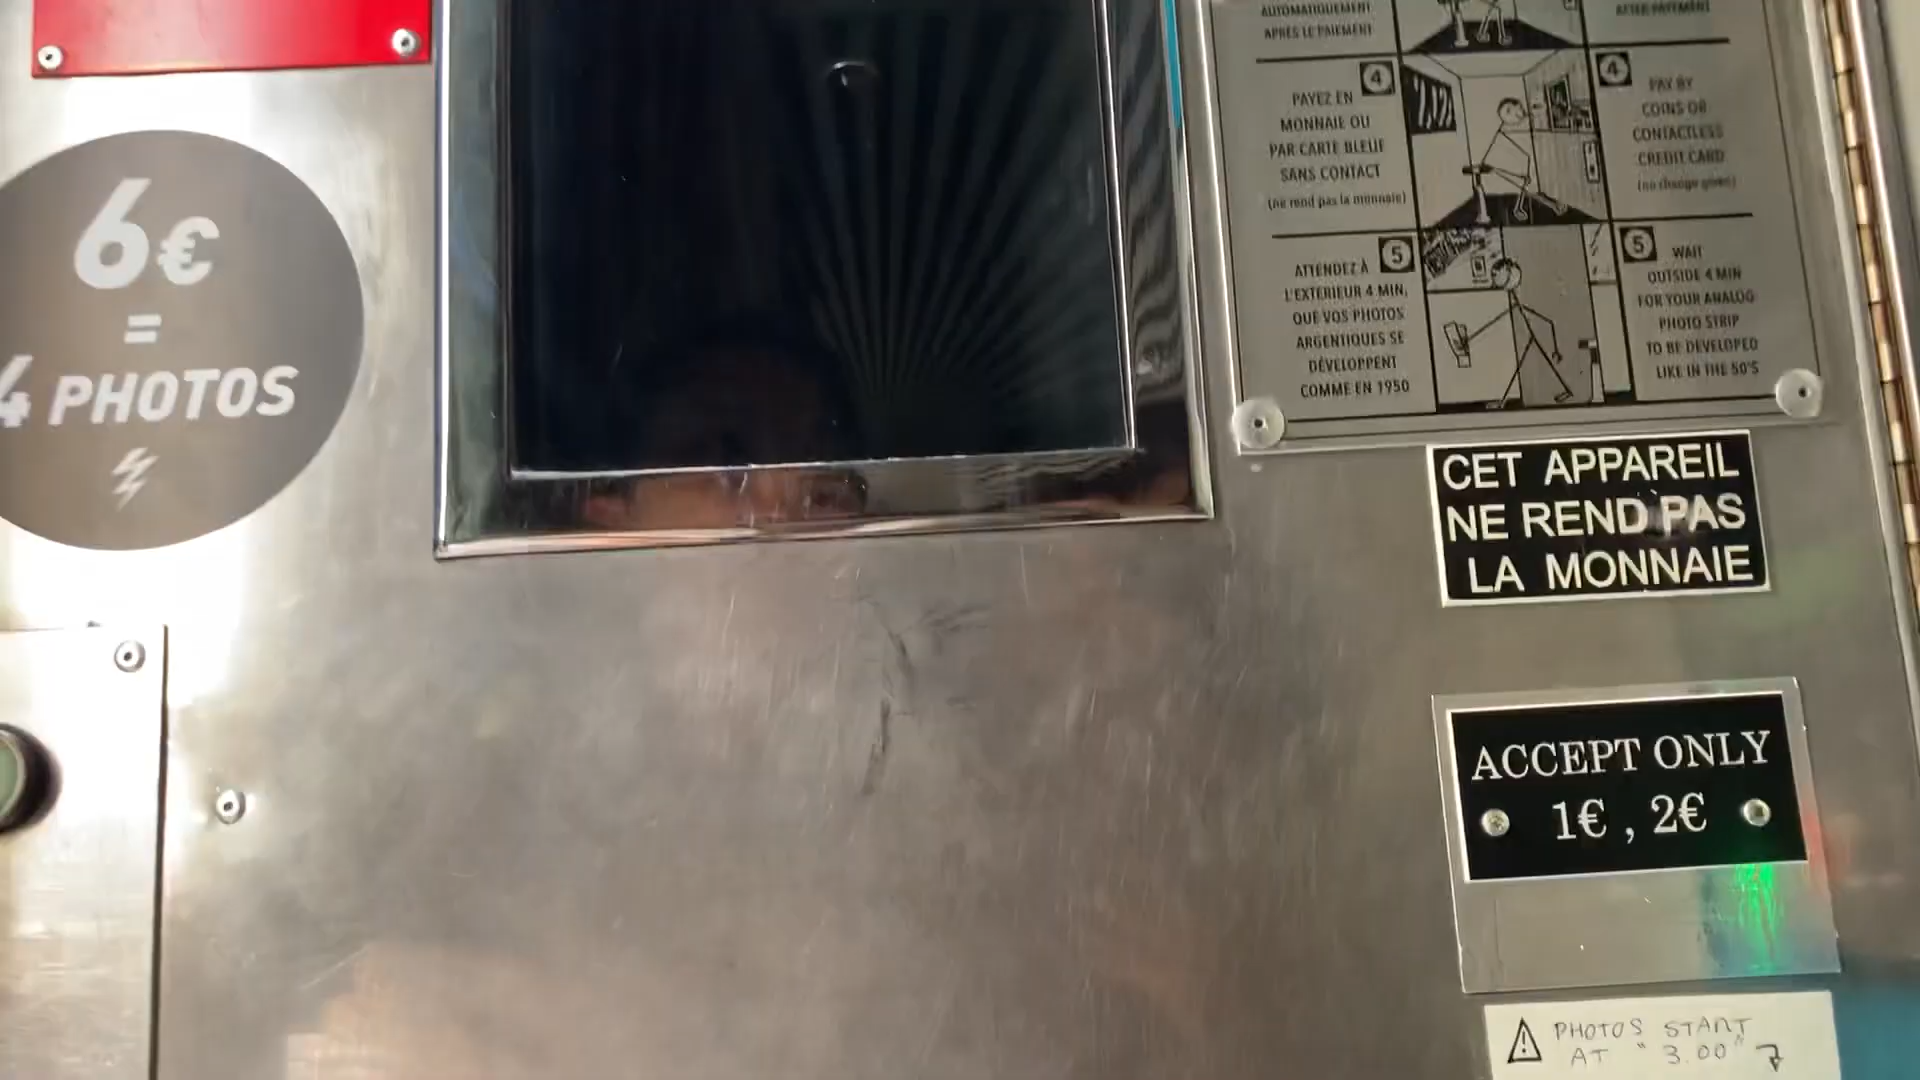 6€
=
4 PHOTOS
AUTOMATIQUEMENT
APRÈS LE PAIEMENT
AFTER PAYEMENT
4
PAYEZ EN
MONNAIE OU
PAR CARTE BLEUE
SANS CONTACT
(ne rend pas la monnaie)
4
PAY BY
COINS OR
CONTACTLESS
CREDIT CARD
(no change given)
5
ATTENDEZ À
L'EXTERIEUR 4 MIN,
QUE VOS PHOTOS
ARGENTIQUES SE
DÉVELOPPENT
COMME EN 1950
5
WAIT
OUTSIDE 4 MIN
FOR YOUR ANALOG
PHOTO STRIP
TO BE DEVELOPED
LIKE IN THE 50'S
CET APPAREIL
NE REND PAS
LA MONNAIE
ACCEPT ONLY
1€ , 2€
PHOTOS START
AT "3.00"